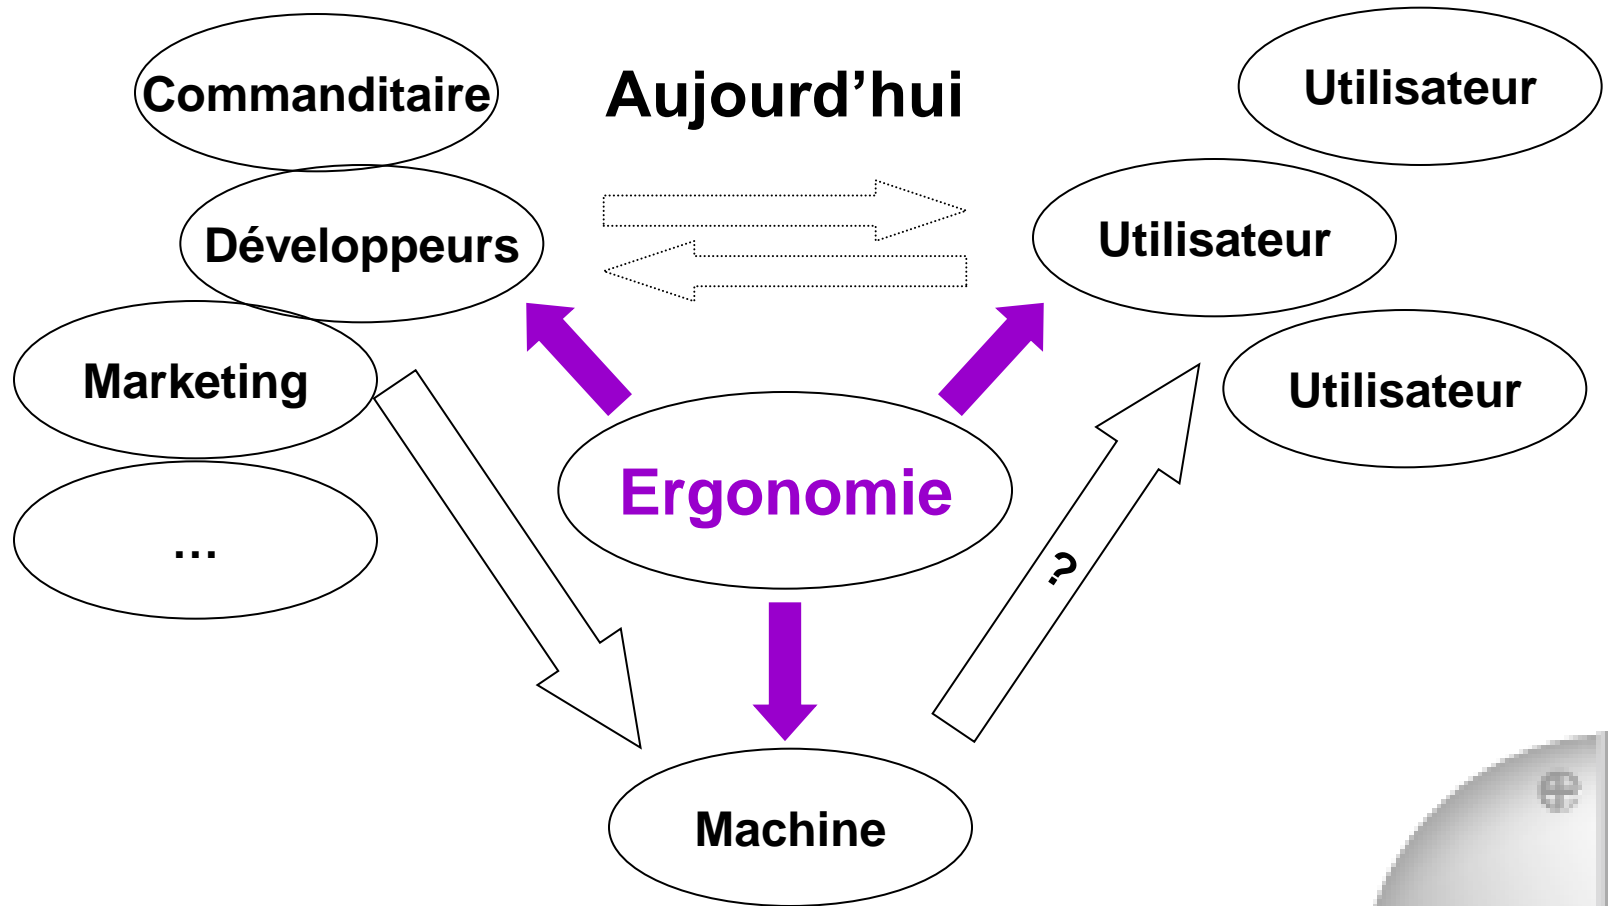 Aujourd’hui
Commanditaire
Développeurs
Marketing
…
Utilisateur
Utilisateur
Utilisateur
Ergonomie
?
Machine